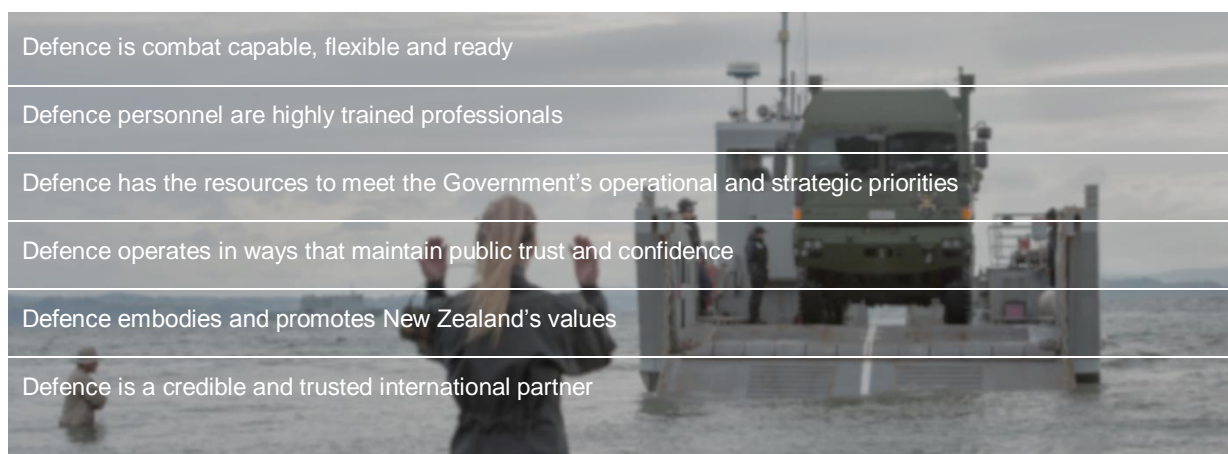 Defence is combat capable, flexible and ready
Defence personnel are highly trained professionals
Defence has the resources to meet the Government’s operational and strategic priorities
Defence operates in ways that maintain public trust and confidence
Defence embodies and promotes New Zealand’s values
Defence is a credible and trusted international partner